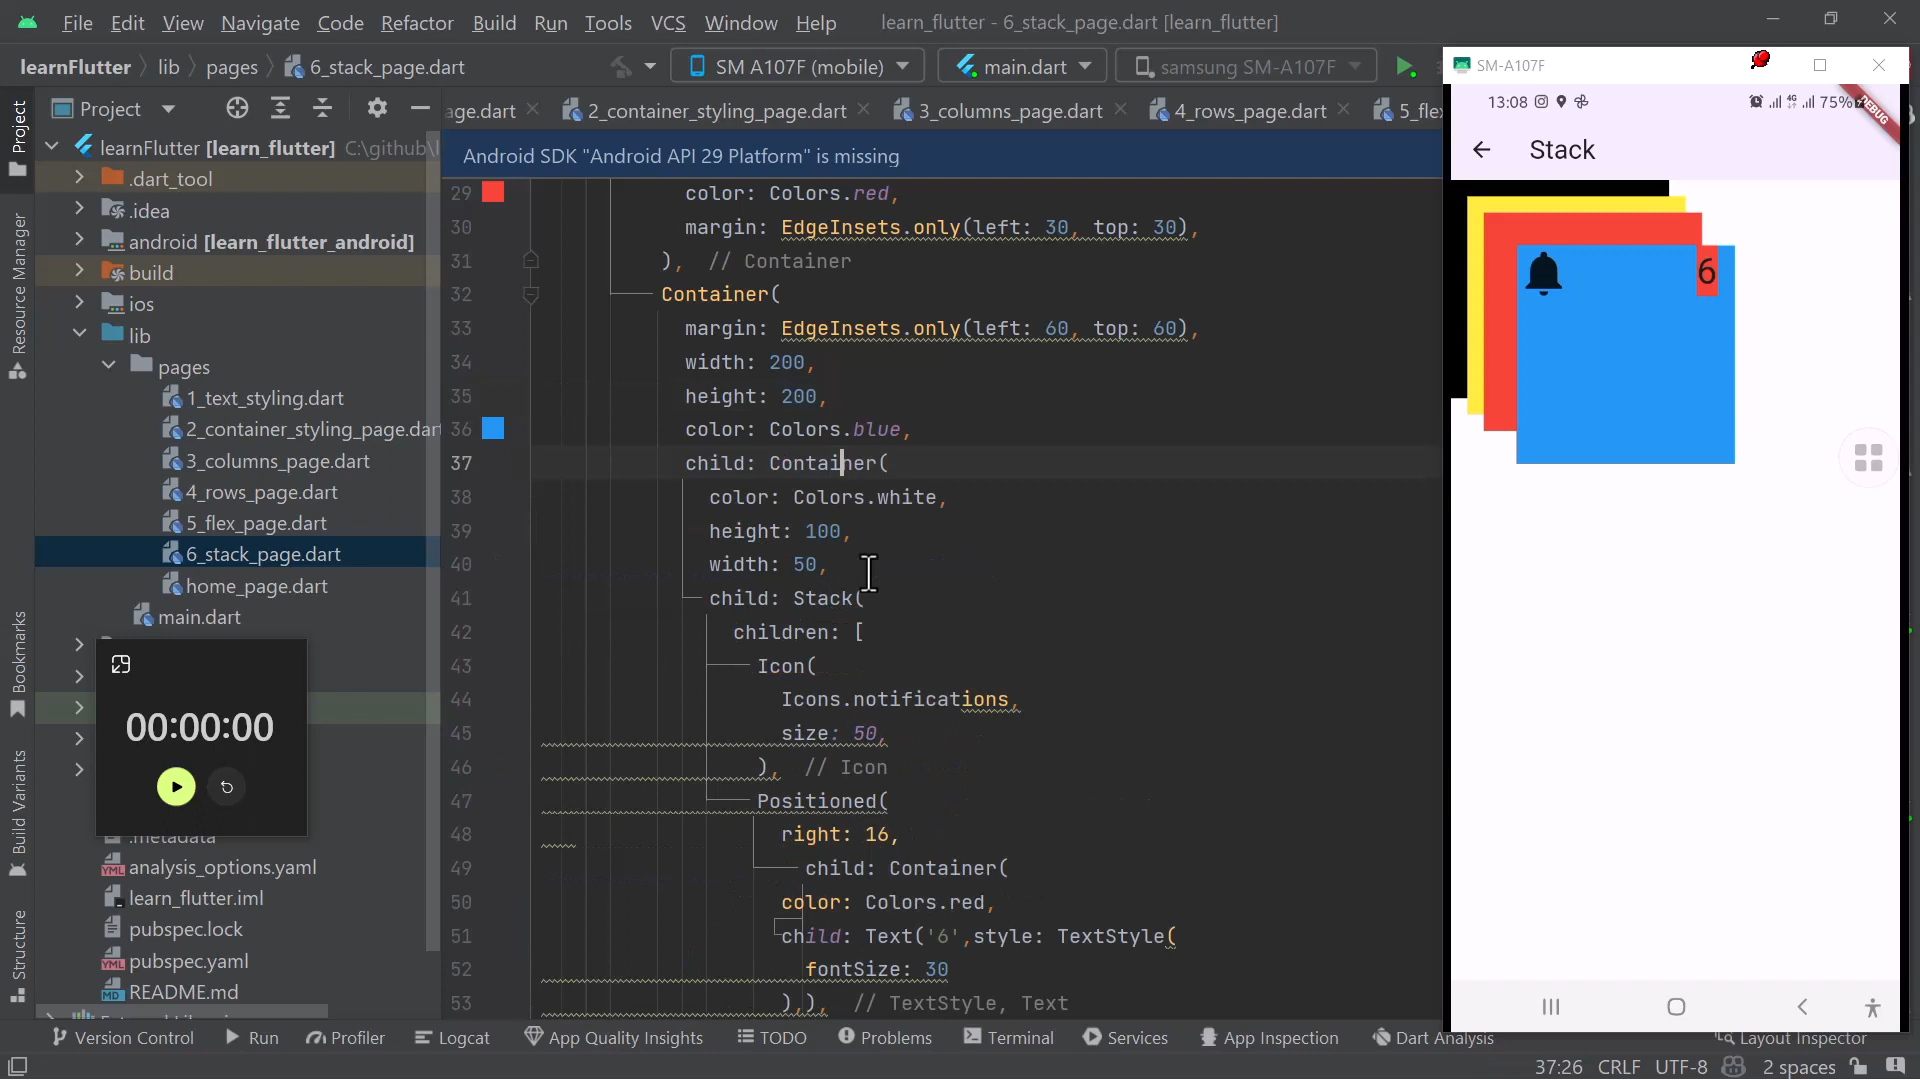 File Edit View Navigate Code Refactor Build Run Tools VCS Window Help learn_flutter - 6_stack_page.dart [learn_flutter]
learnFlutter lib pages 6_stack_page.dart SM A107F (mobile) main.dart samsung SM-A107F
Project
age.dart 2_container_styling_page.dart 3_columns_page.dart 4_rows_page.dart 5_fle
Android SDK "Android API 29 Platform" is missing
Project
Resource Manager
Bookmarks
Build Variants
Structure
learnFlutter [learn_flutter] C:\github\l
.dart_tool
.idea
android [learn_flutter_android]
build
ios
lib
pages
1_text_styling.dart
2_container_styling_page.dar
3_columns_page.dart
4_rows_page.dart
5_flex_page.dart
6_stack_page.dart
home_page.dart
main.dart
00:00:00
.metadata
analysis_options.yaml
learn_flutter.iml
pubspec.lock
pubspec.yaml
README.md
29 color: Colors.red,
30 margin: EdgeInsets.only(left: 30, top: 30),
31 ), // Container
32 Container(
33 margin: EdgeInsets.only(left: 60, top: 60),
34 width: 200,
35 height: 200,
36 color: Colors.blue,
37 child: Container(
38 color: Colors.white,
39 height: 100,
40 width: 50,
41 child: Stack(
42 children: [
43 Icon(
44 Icons.notifications,
45 size: 50,
46 ), // Icon
47 Positioned(
48 right: 16,
49 child: Container(
50 color: Colors.red,
51 child: Text('6',style: TextStyle(
52 fontSize: 30
53 ),), // TextStyle, Text
SM-A107F
13:08 4G 75%
DEBUG
Stack
6
Version Control Run Profiler Logcat App Quality Insights TODO Problems Terminal Services App Inspection Dart Analysis Layout Inspector
37:26 CRLF UTF-8 2 spaces